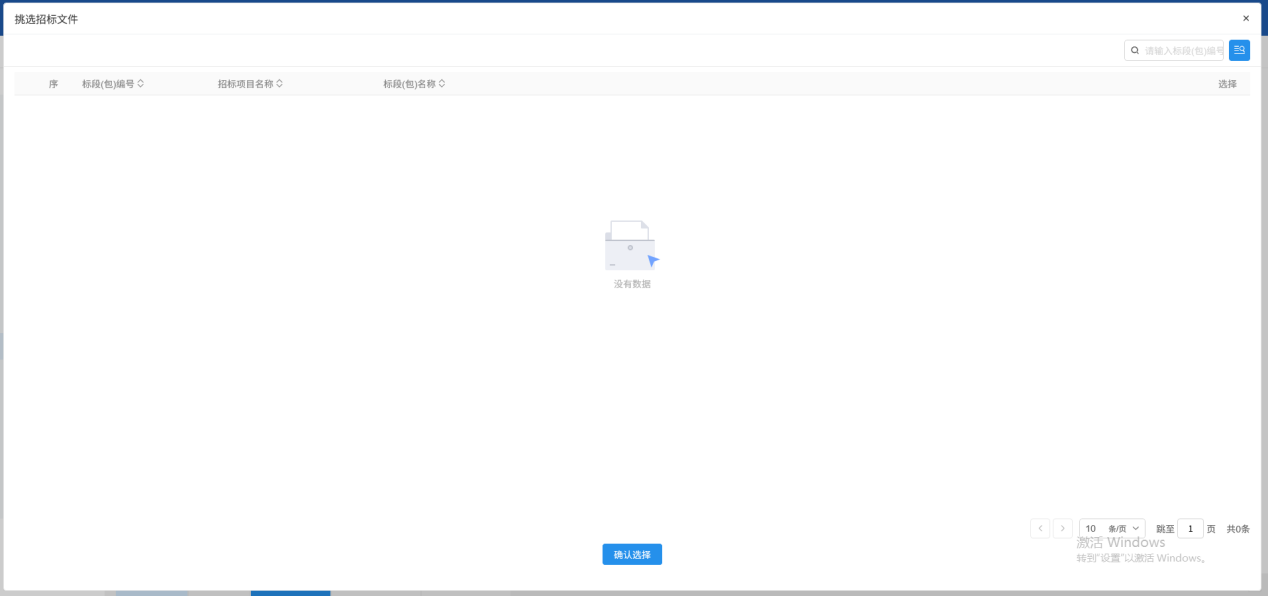 挑选招标文件
请输入标段(包)编号
序 标段(包)编号 招标项目名称 标段(包)名称 选择
没有数据
10 条/页 跳至 1 页 共0条
激活 Windows
确认选择
转到"设置"以激活 Windows。